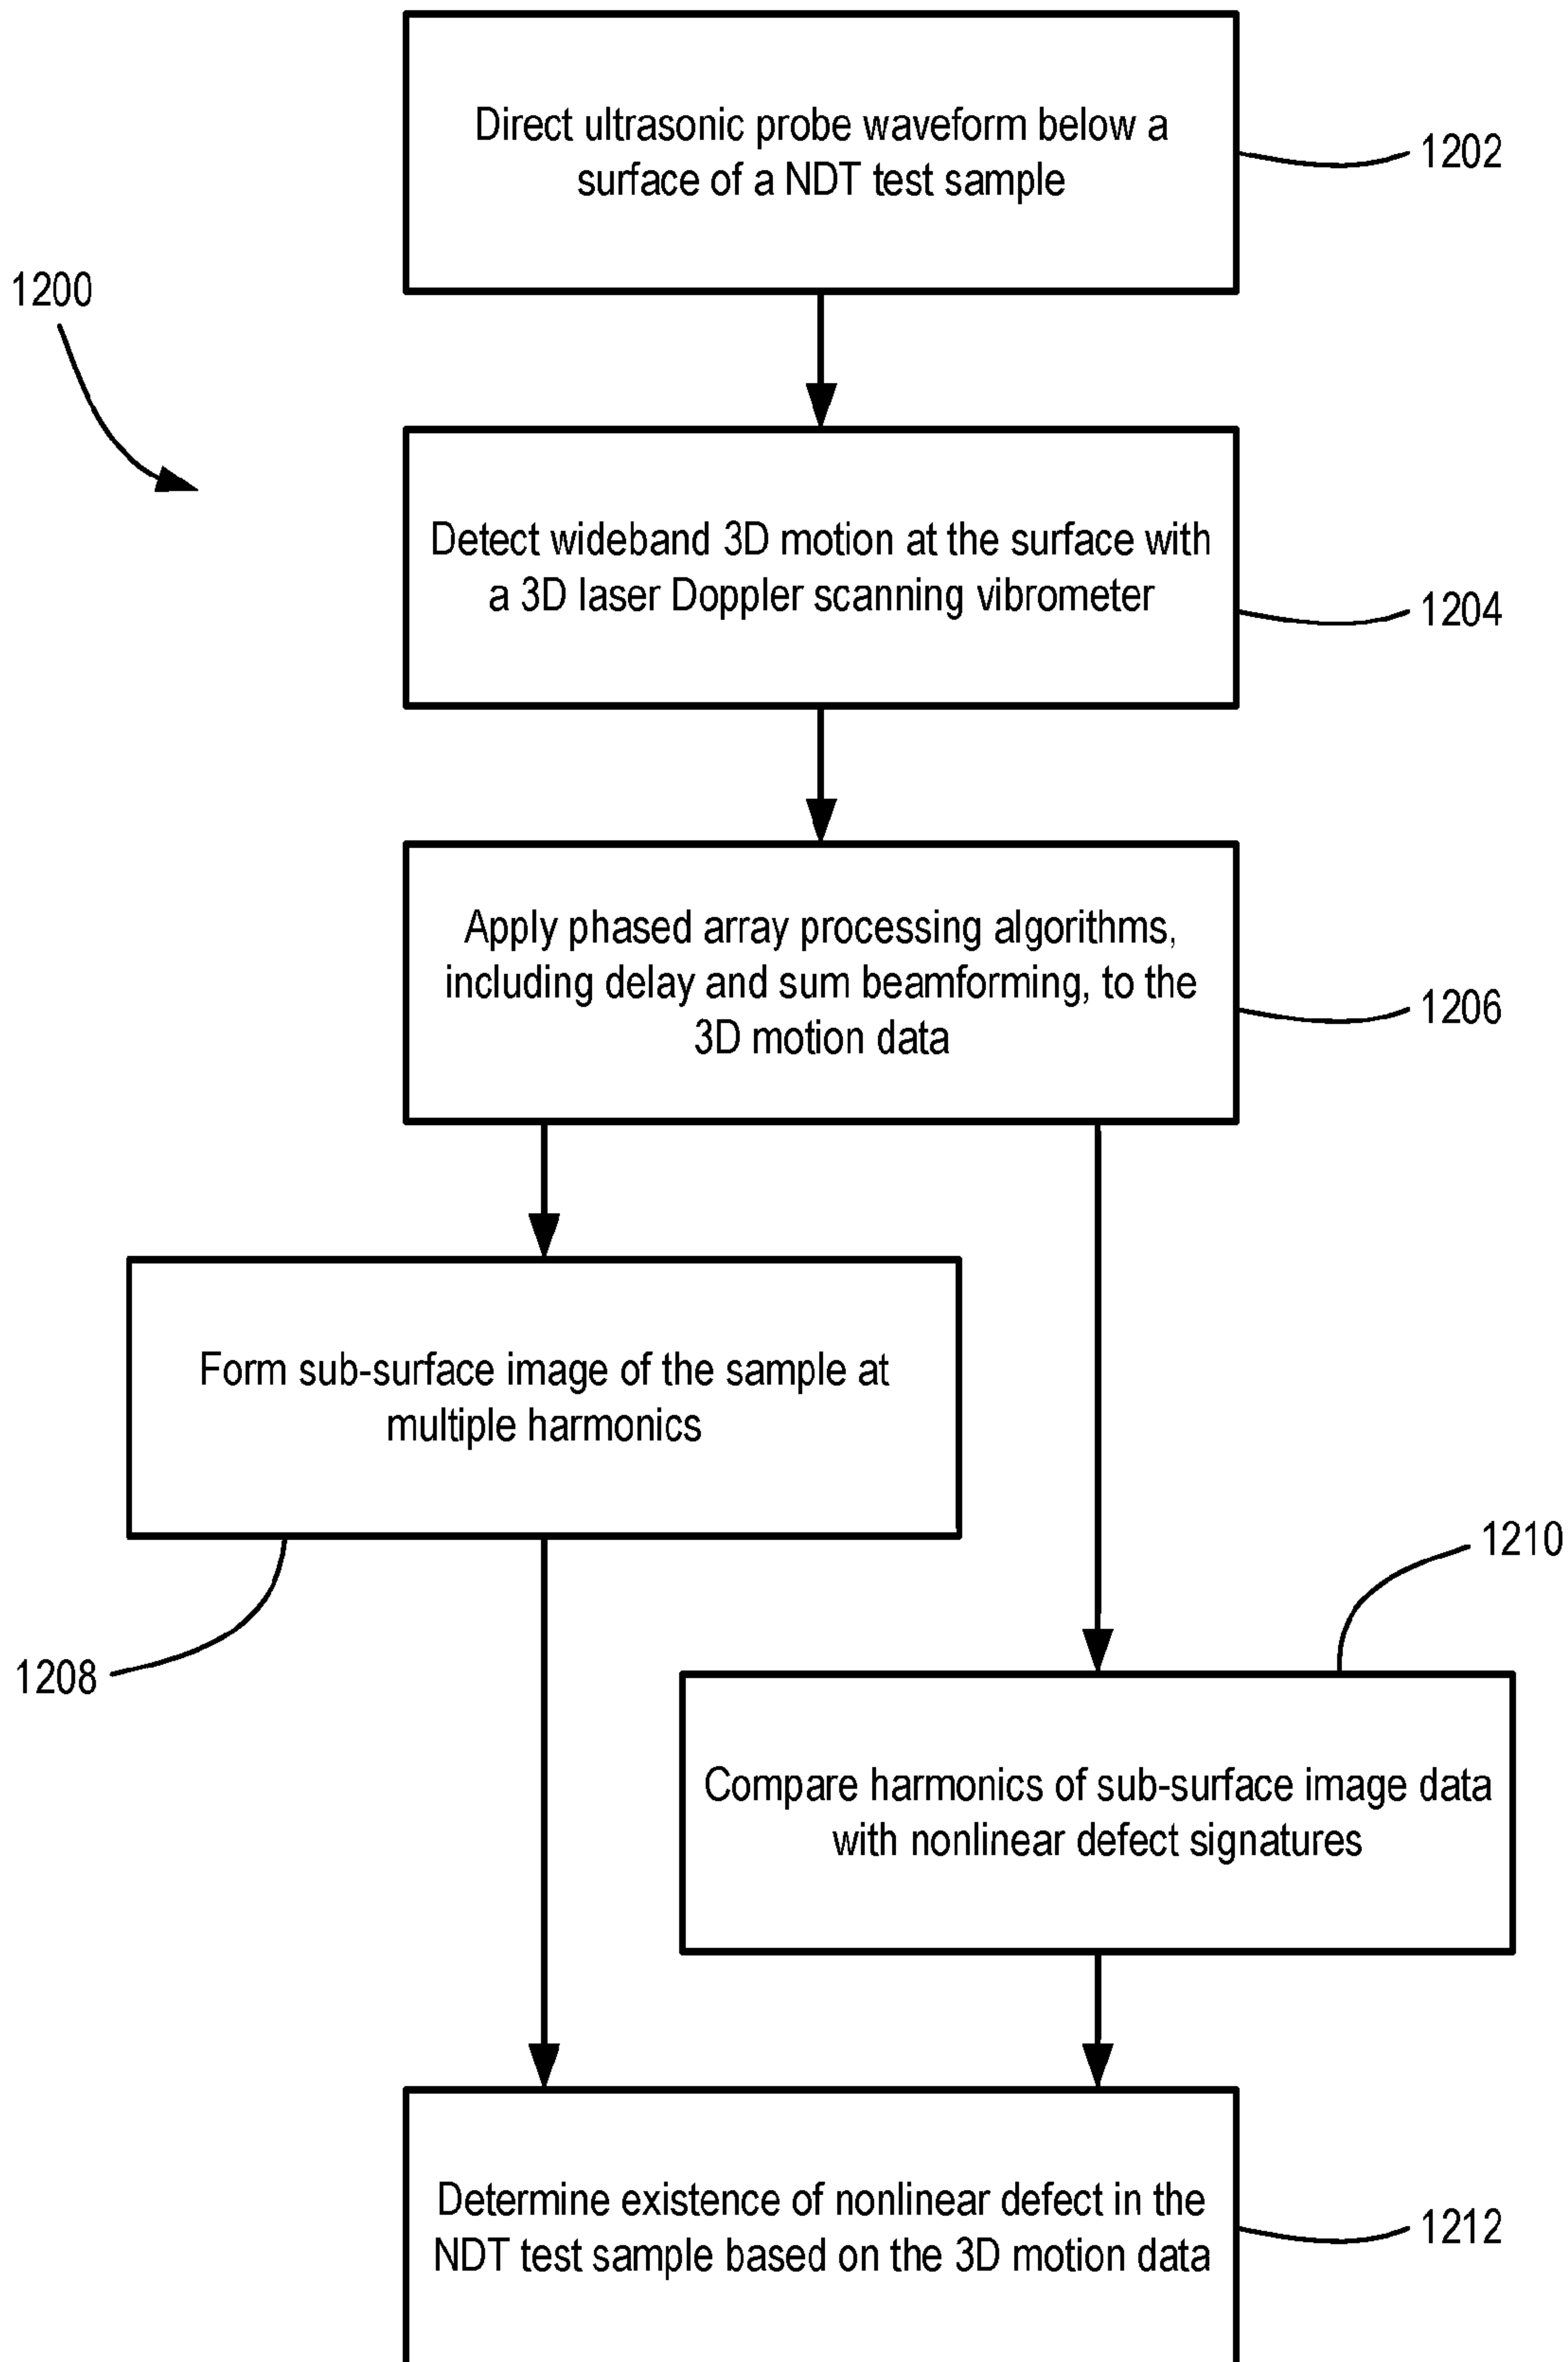 Direct ultrasonic probe waveform below a
surface of a NDT test sample
1202
1200
Detect wideband 3D motion at the surface with
a 3D laser Doppler scanning vibrometer
1204
Apply phased array processing algorithms,
including delay and sum beamforming, to the
3D motion data
1206
Form sub-surface image of the sample at
multiple harmonics
1208
1210
Compare harmonics of sub-surface image data
with nonlinear defect signatures
Determine existence of nonlinear defect in the
NDT test sample based on the 3D motion data
1212